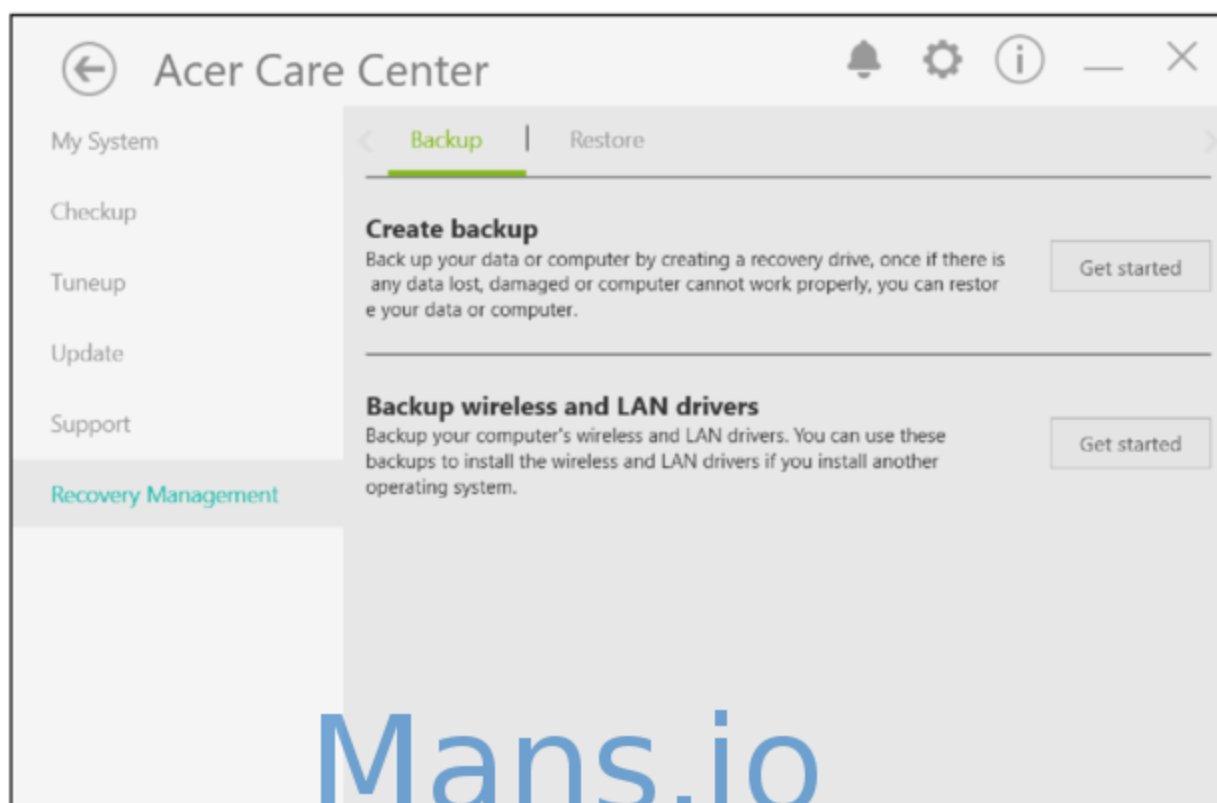 Acer Care Center
My System
Checkup
Tuneup
Update
Support
Recovery Management
Backup | Restore
Create backup
Back up your data or computer by creating a recovery drive, once if there is
any data lost, damaged or computer cannot work properly, you can restor
e your data or computer.
Get started
Backup wireless and LAN drivers
Backup your computer's wireless and LAN drivers. You can use these
backups to install the wireless and LAN drivers if you install another
operating system.
Get started
Mans.io